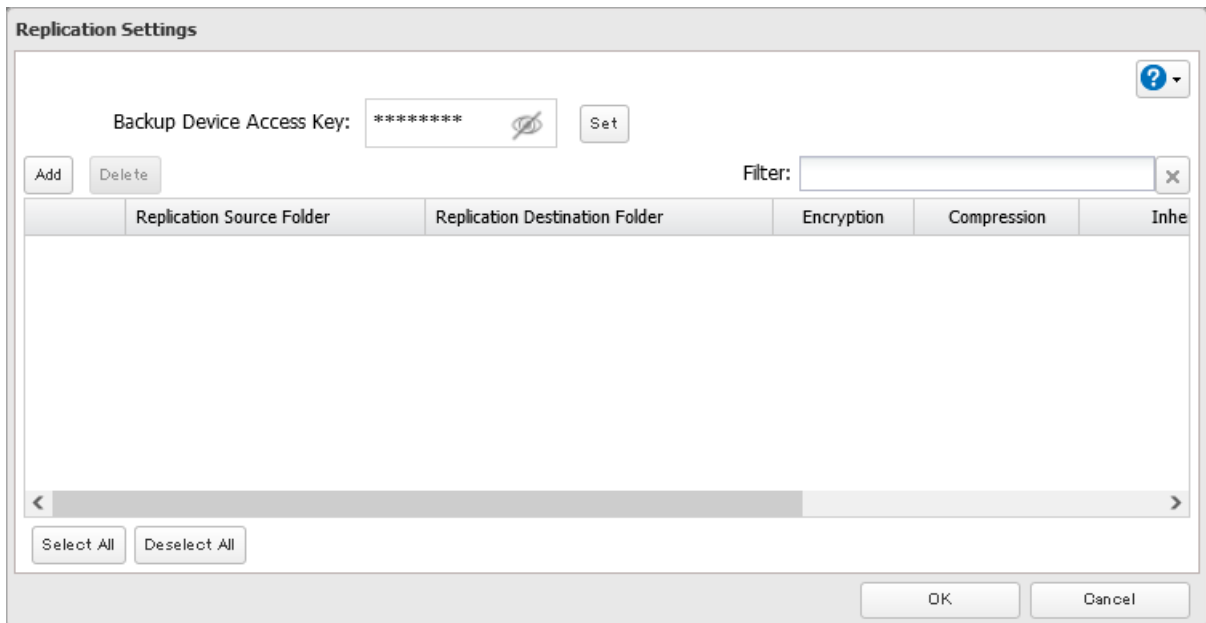 Replication Settings
Backup Device Access Key: ******** Set
Add Delete Filter:
Replication Source Folder Replication Destination Folder Encryption Compression Inhe
Select All Deselect All
OK Cancel